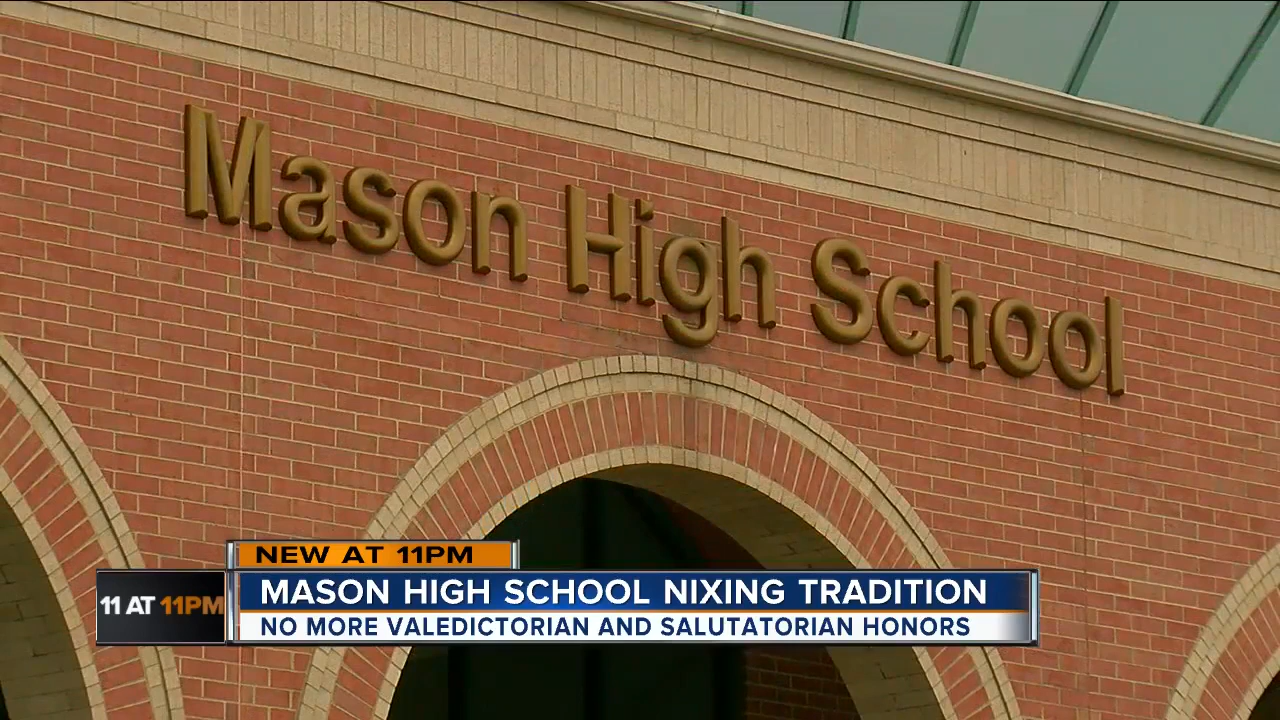 Mason High School
NEW AT 11PM
11 AT 11PM
MASON HIGH SCHOOL NIXING TRADITION
NO MORE VALEDICTORIAN AND SALUTATORIAN HONORS